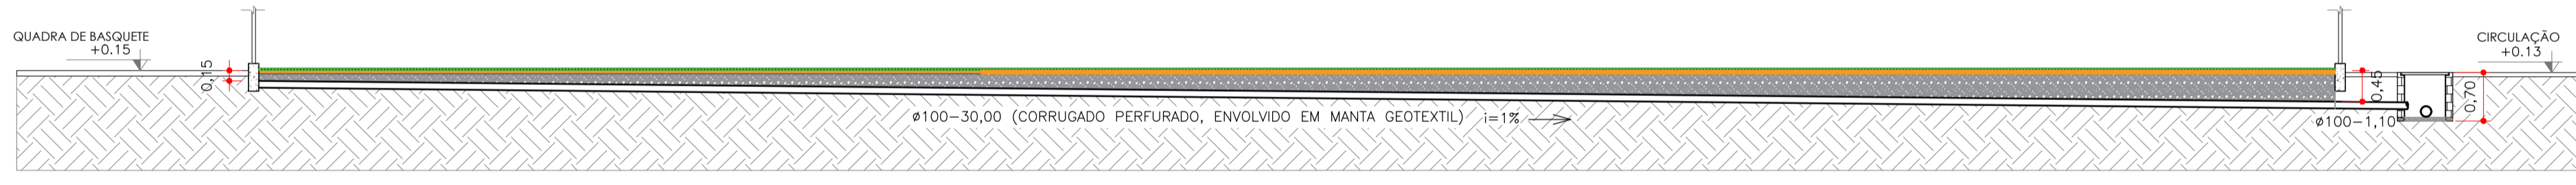 QUADRA DE BASQUETE
+0.15
0,15
ø100-30,00 (CORRUGADO PERFURADO, ENVOLVIDO EM MANTA GEOTEXTIL) i=1%
0,45
ø100-1,10
0,70
CIRCULAÇÃO
+0.13